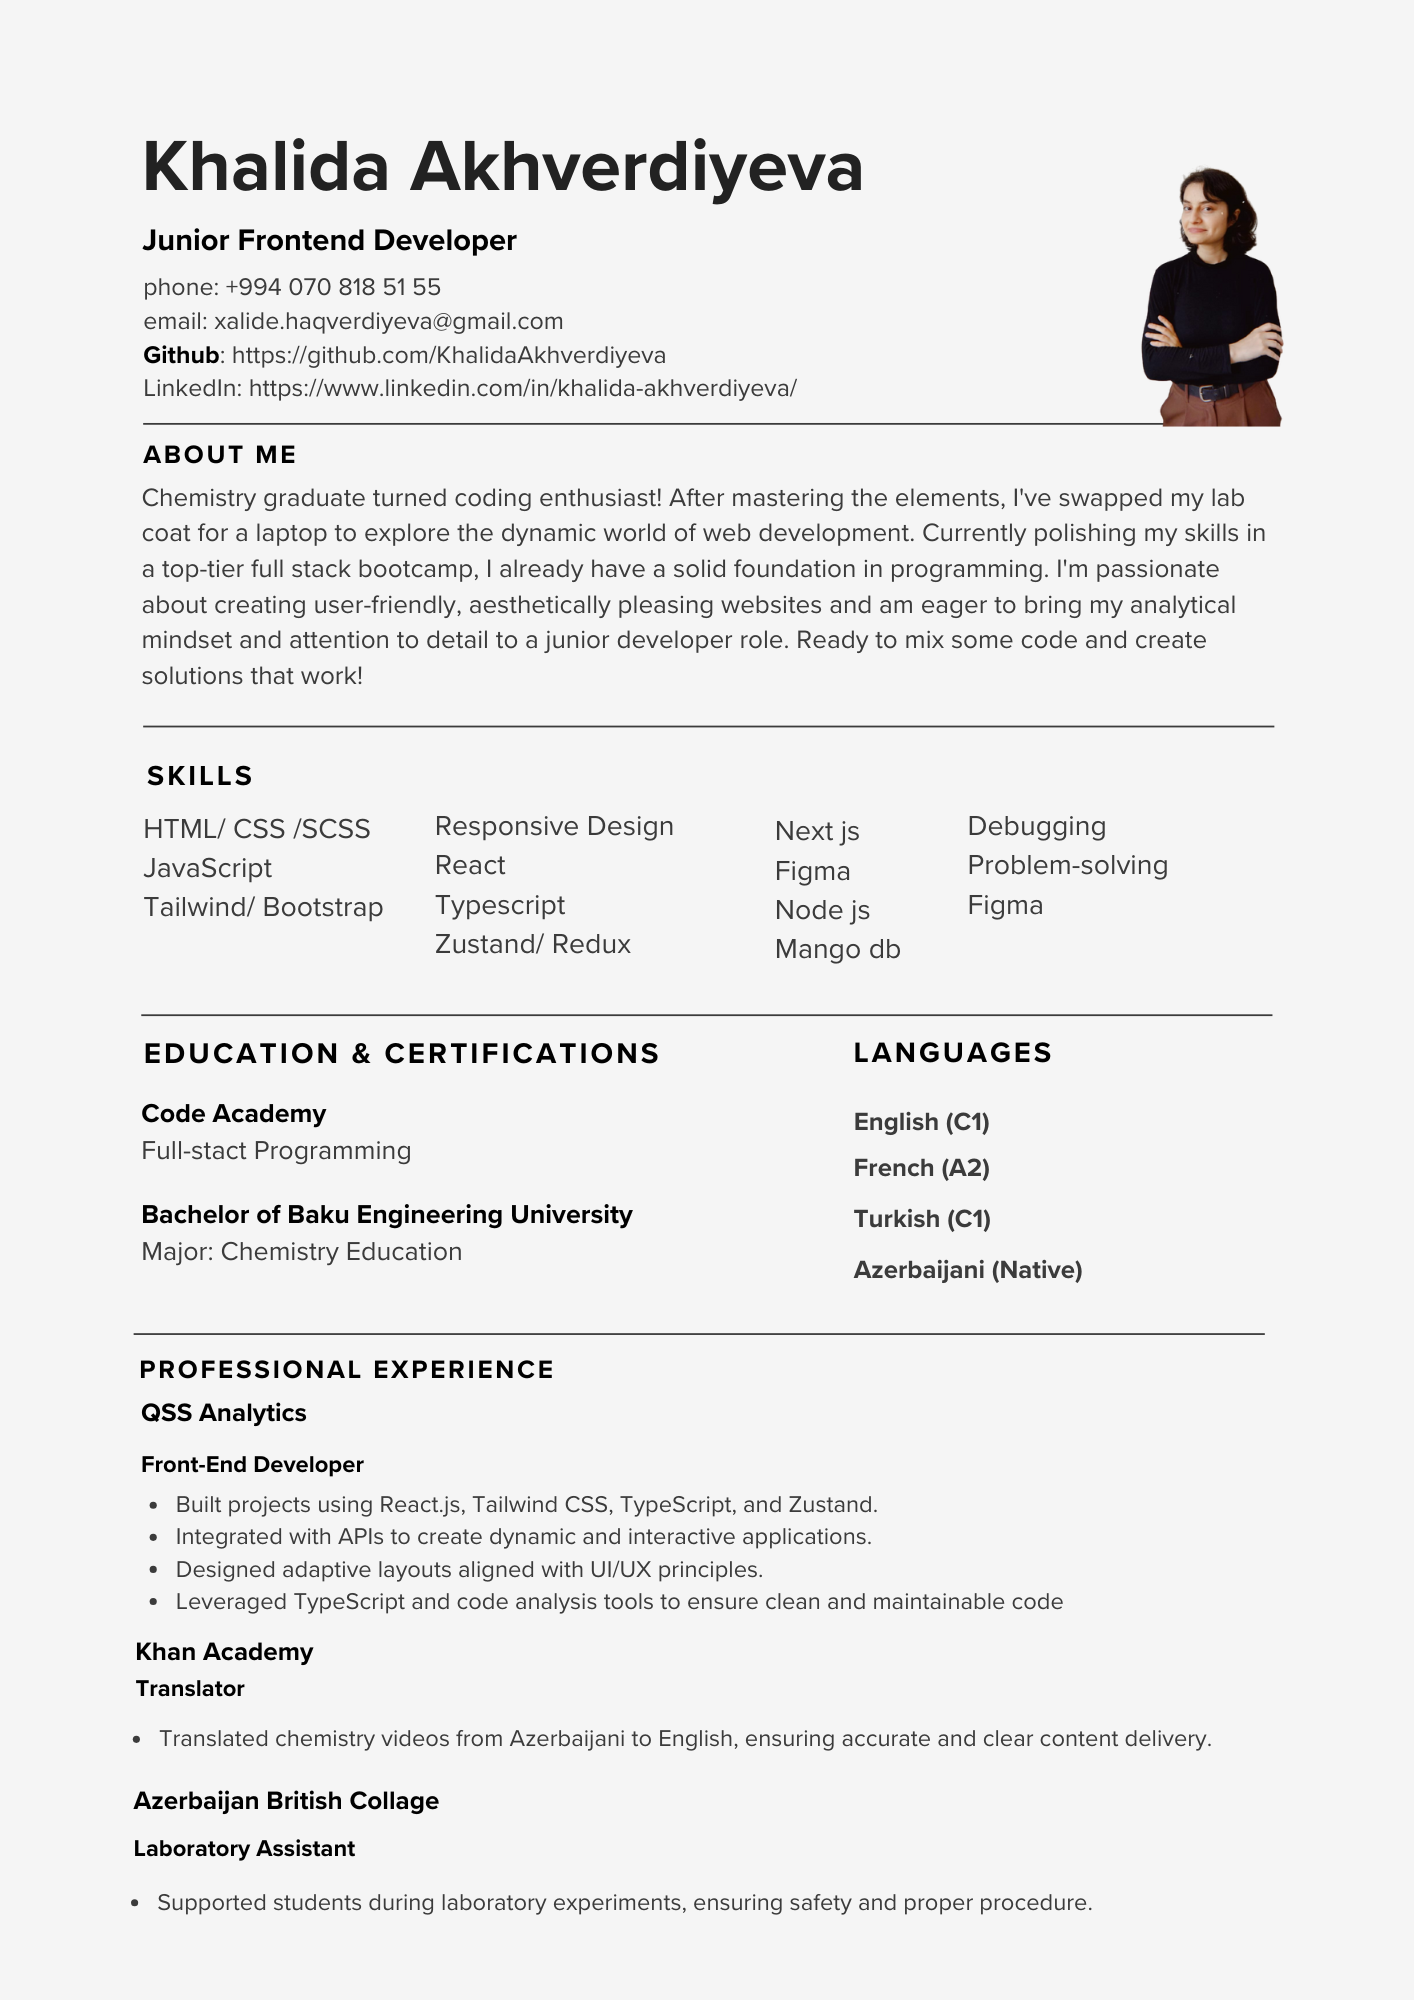 Khalida Akhverdiyeva
Junior Frontend Developer
phone: +994 070 818 51 55
email: xalide.haqverdiyeva@gmail.com
Github: https://github.com/KhalidaAkhverdiyeva
LinkedIn: https://www.linkedin.com/in/khalida-akhverdiyeva/
ABOUT ME
Chemistry graduate turned coding enthusiast! After mastering the elements, I've swapped my lab
coat for a laptop to explore the dynamic world of web development. Currently polishing my skills in
a top-tier full stack bootcamp, I already have a solid foundation in programming. I'm passionate
about creating user-friendly, aesthetically pleasing websites and am eager to bring my analytical
mindset and attention to detail to a junior developer role. Ready to mix some code and create
solutions that work!
SKILLS
HTML/ CSS /SCSS
JavaScript
Tailwind/ Bootstrap
Responsive Design
React
Typescript
Zustand/ Redux
Next js
Figma
Node js
Mango db
Debugging
Problem-solving
Figma
EDUCATION & CERTIFICATIONS
Code Academy
Full-stact Programming
Bachelor of Baku Engineering University
Major: Chemistry Education
LANGUAGES
English (C1)
French (A2)
Turkish (C1)
Azerbaijani (Native)
PROFESSIONAL EXPERIENCE
QSS Analytics
Front-End Developer
• Built projects using React.js, Tailwind CSS, TypeScript, and Zustand.
• Integrated with APIs to create dynamic and interactive applications.
• Designed adaptive layouts aligned with UI/UX principles.
• Leveraged TypeScript and code analysis tools to ensure clean and maintainable code
Khan Academy
Translator
• Translated chemistry videos from Azerbaijani to English, ensuring accurate and clear content delivery.
Azerbaijan British Collage
Laboratory Assistant
• Supported students during laboratory experiments, ensuring safety and proper procedure.